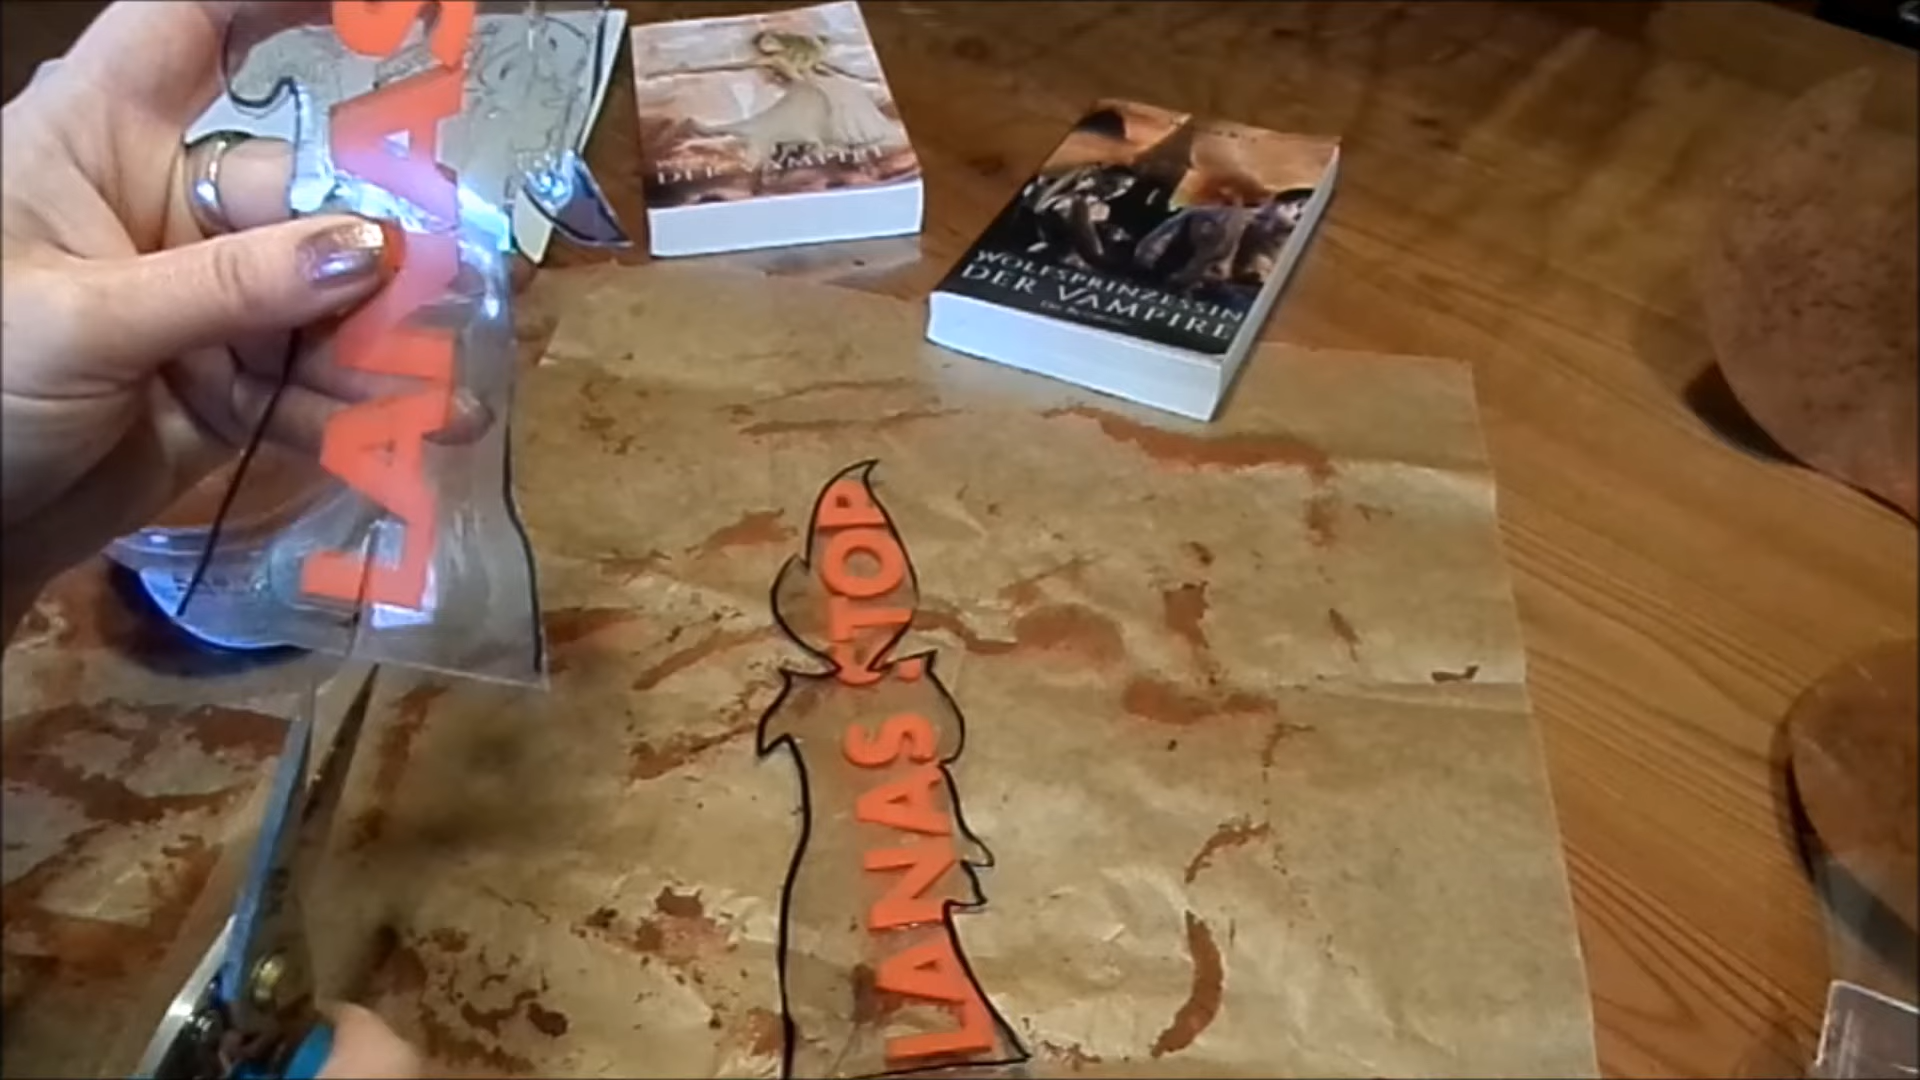 LANAS
DER VAMPIRE
WOLFSPRINZESSIN
DER VAMPIRE
LANAS TOP